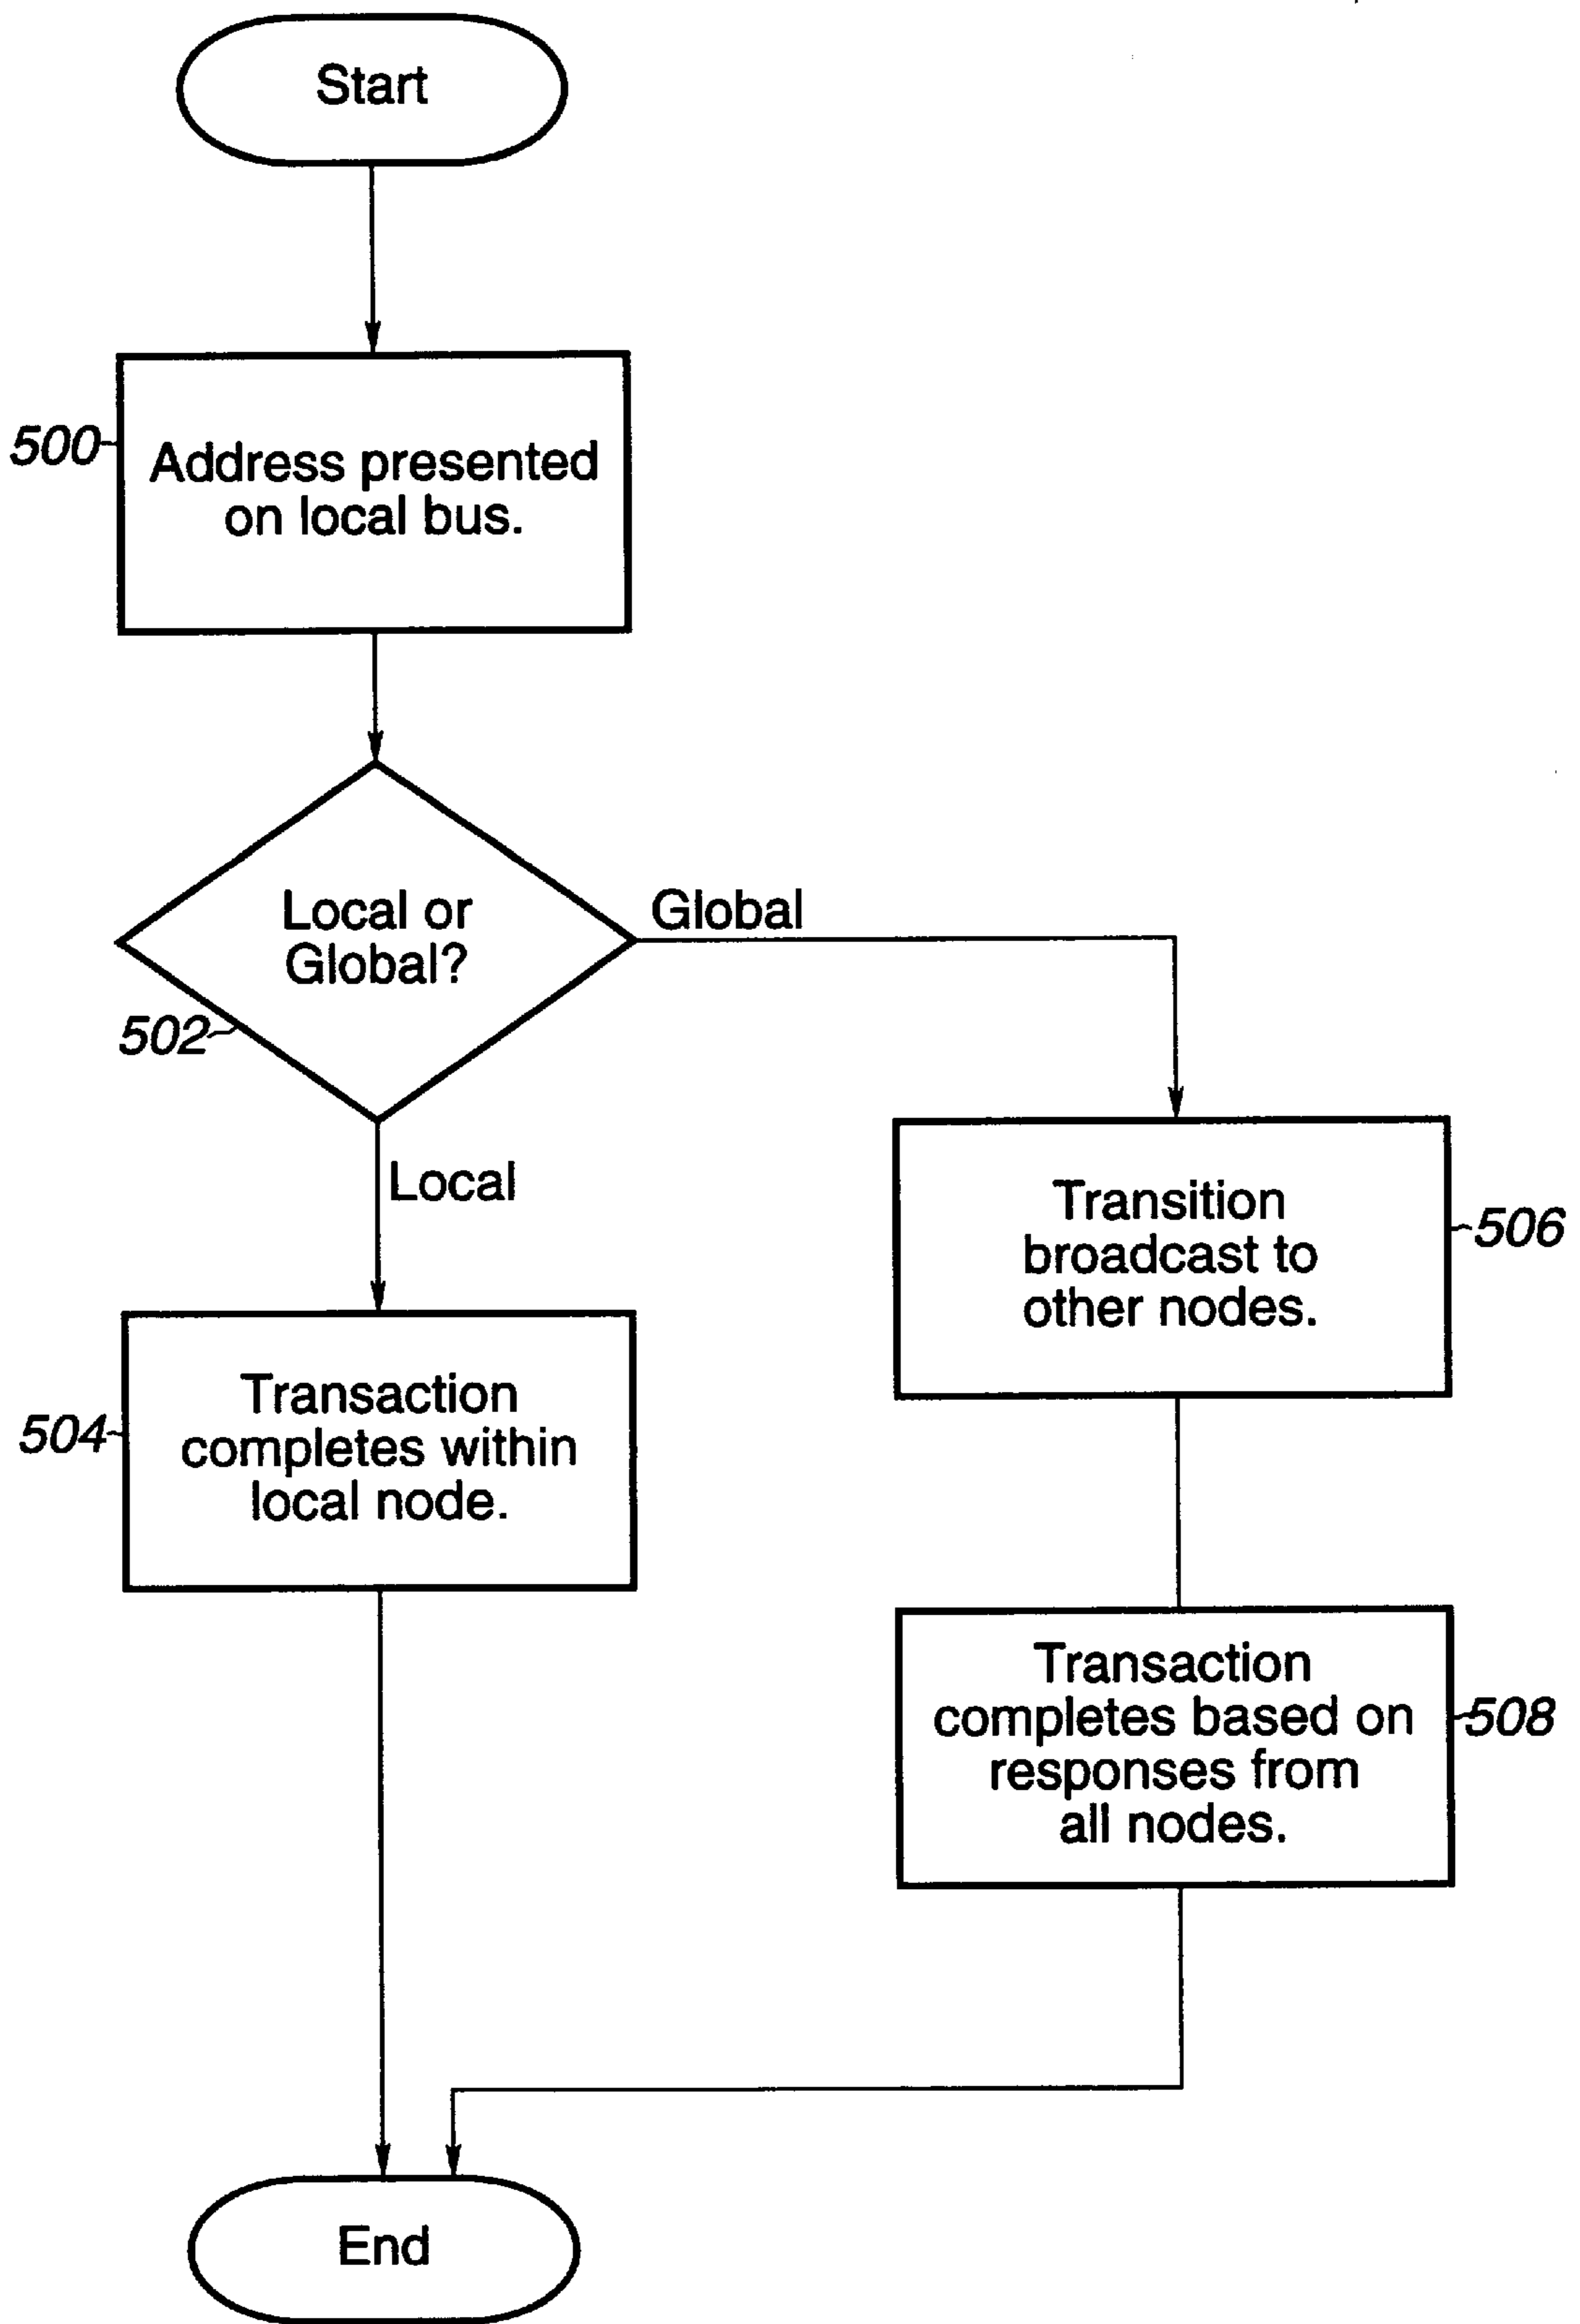 Start
500
Address presented
on local bus.
Local or
Global?
Global
502
Local
Transition
broadcast to
other nodes.
506
504
Transaction
completes within
local node.
Transaction
completes based on
responses from
all nodes.
508
End